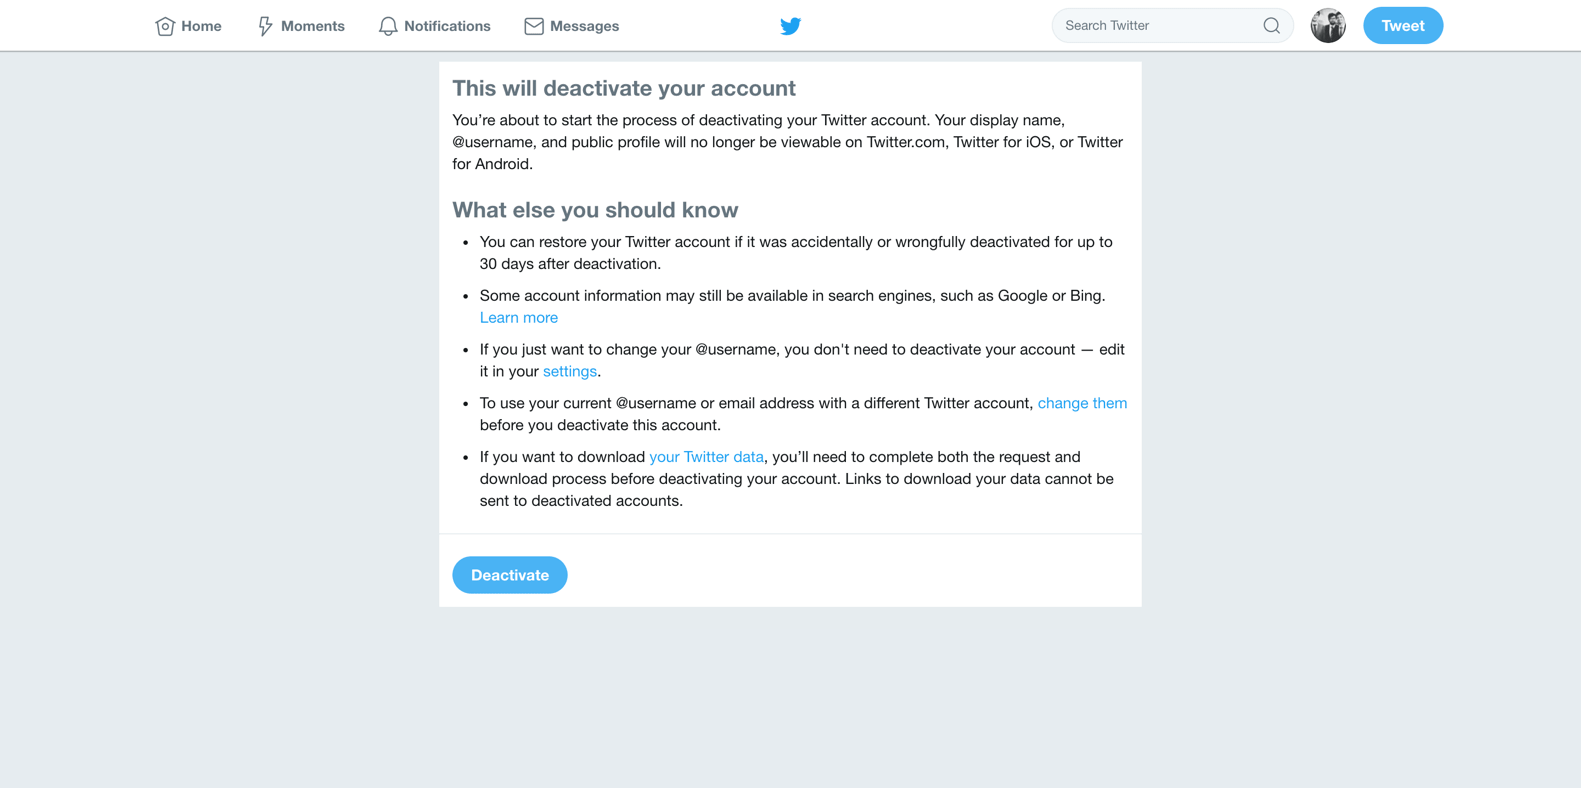 Home
Moments
Notifications
Messages
Search Twitter
Tweet
This will deactivate your account
You’re about to start the process of deactivating your Twitter account. Your display name,
@username, and public profile will no longer be viewable on Twitter.com, Twitter for iOS, or Twitter
for Android.
What else you should know
• You can restore your Twitter account if it was accidentally or wrongfully deactivated for up to
30 days after deactivation.
• Some account information may still be available in search engines, such as Google or Bing.
Learn more
• If you just want to change your @username, you don't need to deactivate your account — edit
it in your settings.
• To use your current @username or email address with a different Twitter account, change them
before you deactivate this account.
• If you want to download your Twitter data, you’ll need to complete both the request and
download process before deactivating your account. Links to download your data cannot be
sent to deactivated accounts.
Deactivate